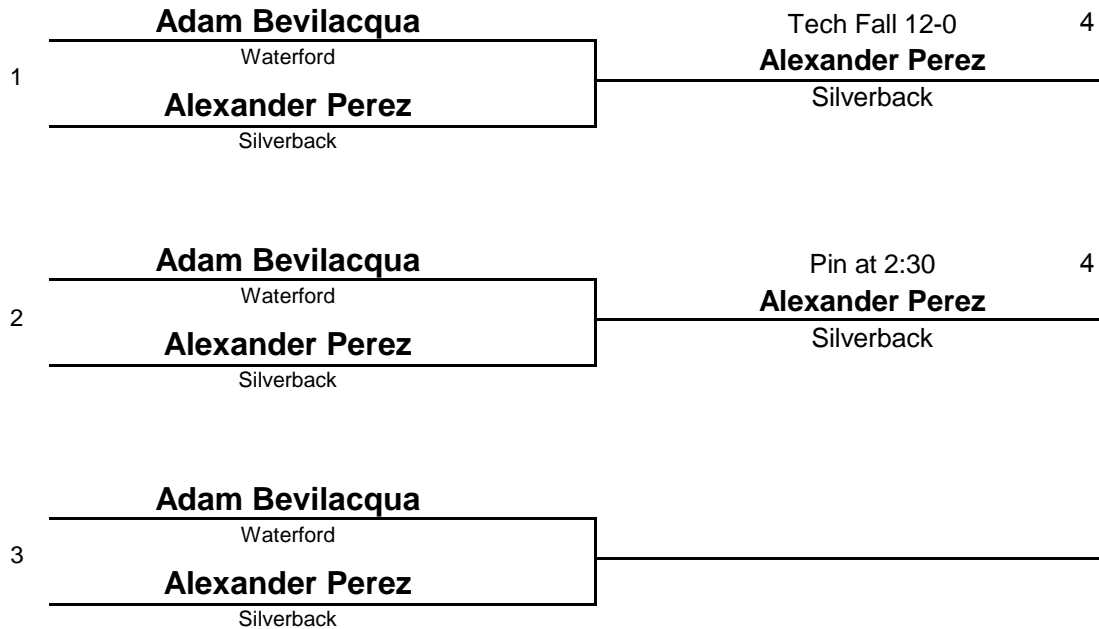 Adam Bevilacqua
Waterford
1
Alexander Perez
Silverback
Tech Fall 12-0 4
Alexander Perez
Silverback
Adam Bevilacqua
Waterford
2
Alexander Perez
Silverback
Pin at 2:30 4
Alexander Perez
Silverback
Adam Bevilacqua
Waterford
3
Alexander Perez
Silverback